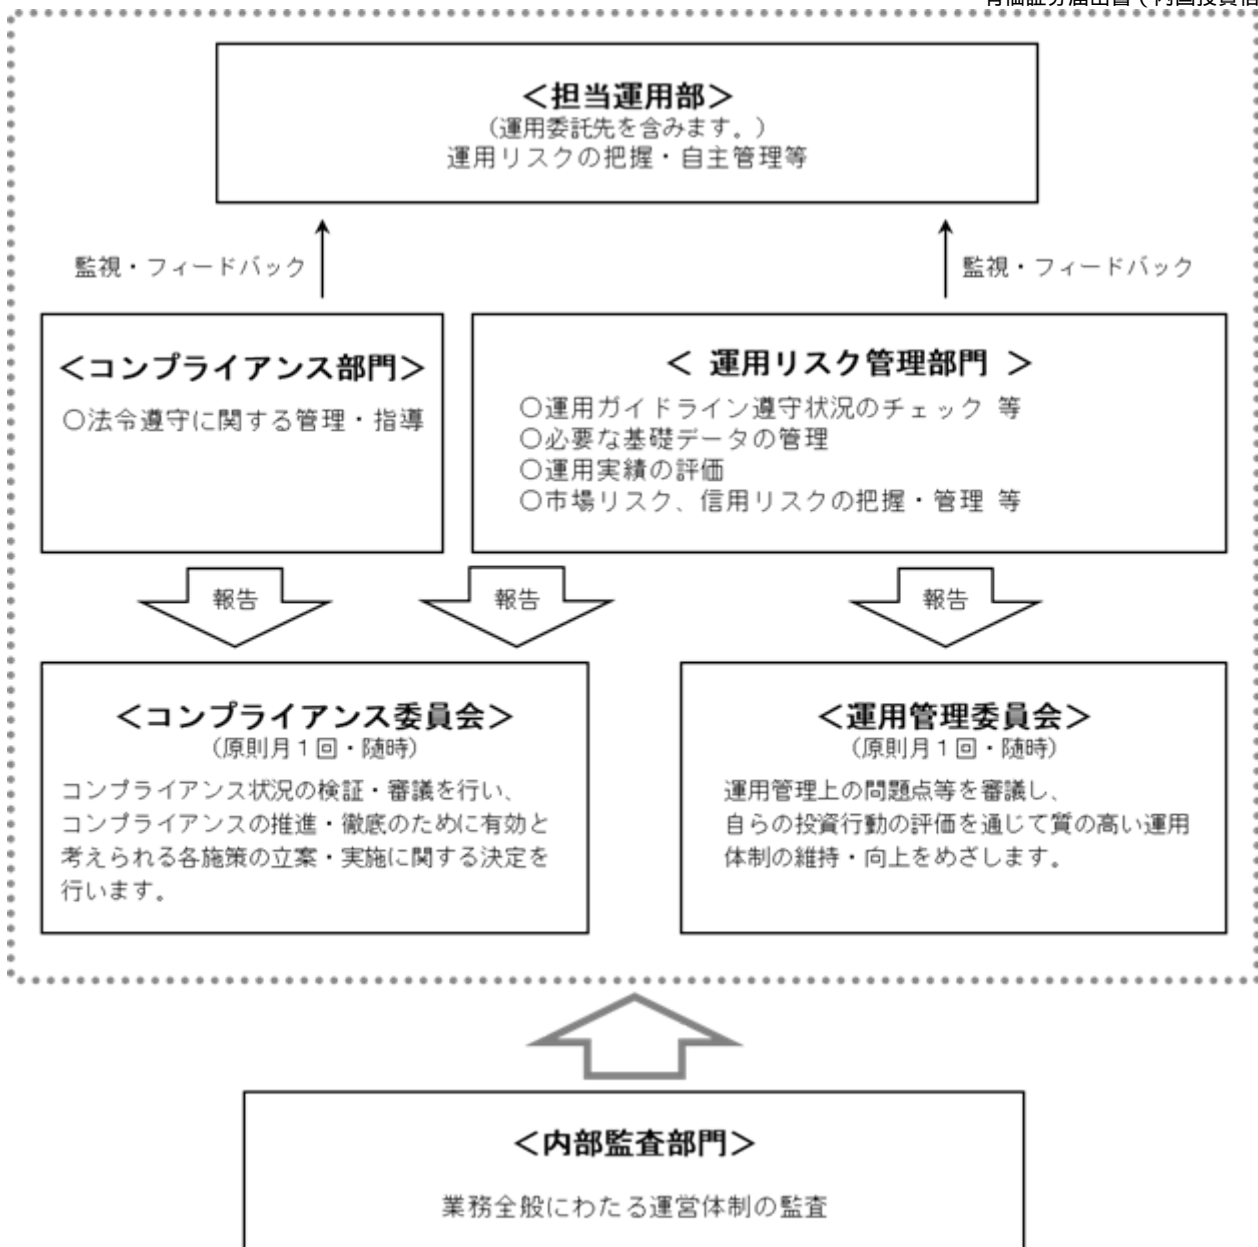 有価証券届出書（内国投資信
＜担当運用部＞
（運用委託先を含みます。）
運用リスクの把握・自主管理等
監視・フィードバック
監視・フィードバック
＜コンプライアンス部門＞
○法令遵守に関する管理・指導
＜ 運用リスク管理部門 ＞
○運用ガイドライン遵守状況のチェック 等
○必要な基礎データの管理
○運用実績の評価
○市場リスク、信用リスクの把握・管理 等
報告
報告
報告
＜コンプライアンス委員会＞
（原則月１回・随時）
コンプライアンス状況の検証・審議を行い、
コンプライアンスの推進・徹底のために有効と
考えられる各施策の立案・実施に関する決定を
行います。
＜運用管理委員会＞
（原則月１回・随時）
運用管理上の問題点等を審議し、
自らの投資行動の評価を通じて質の高い運用
体制の維持・向上をめざします。
＜内部監査部門＞
業務全般にわたる運営体制の監査